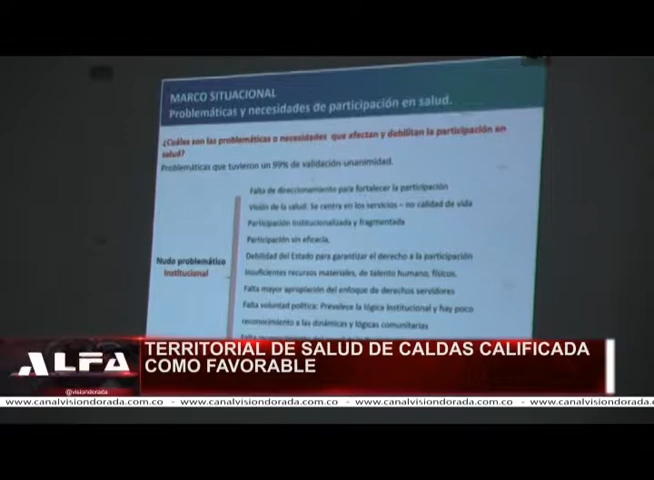 MARCO SITUACIONAL
Problemáticas y necesidades de participación en salud.
¿Cuáles son las problemáticas o necesidades que afectan y debilitan la participación en
salud?
Problemáticas que tuvieron un 99% de validación unanimidad.
Falta de direccionamiento para fortalecer la participación
Visión de la salud. Se centra en los servicios – no calidad de vida
Participación institucionalizada y fragmentada
Participación sin eficacia.
Debilidad del Estado para garantizar el derecho a la participación
Nudo problemático
Institucional
Insuficientes recursos materiales, de talento humano, físicos.
Falta mayor apropiación del enfoque de derechos servidores
Falta voluntad política: Prevalece la lógica institucional y hay poco
reconocimiento a las dinámicas y lógicas comunitarias
ALFA
@visiondorada
TERRITORIAL DE SALUD DE CALDAS CALIFICADA
COMO FAVORABLE
www.canalvisiondorada.com.co - www.canalvisiondorada.com.co - www.canalvisiondorada.com.co - www.canalvisiondorada.com